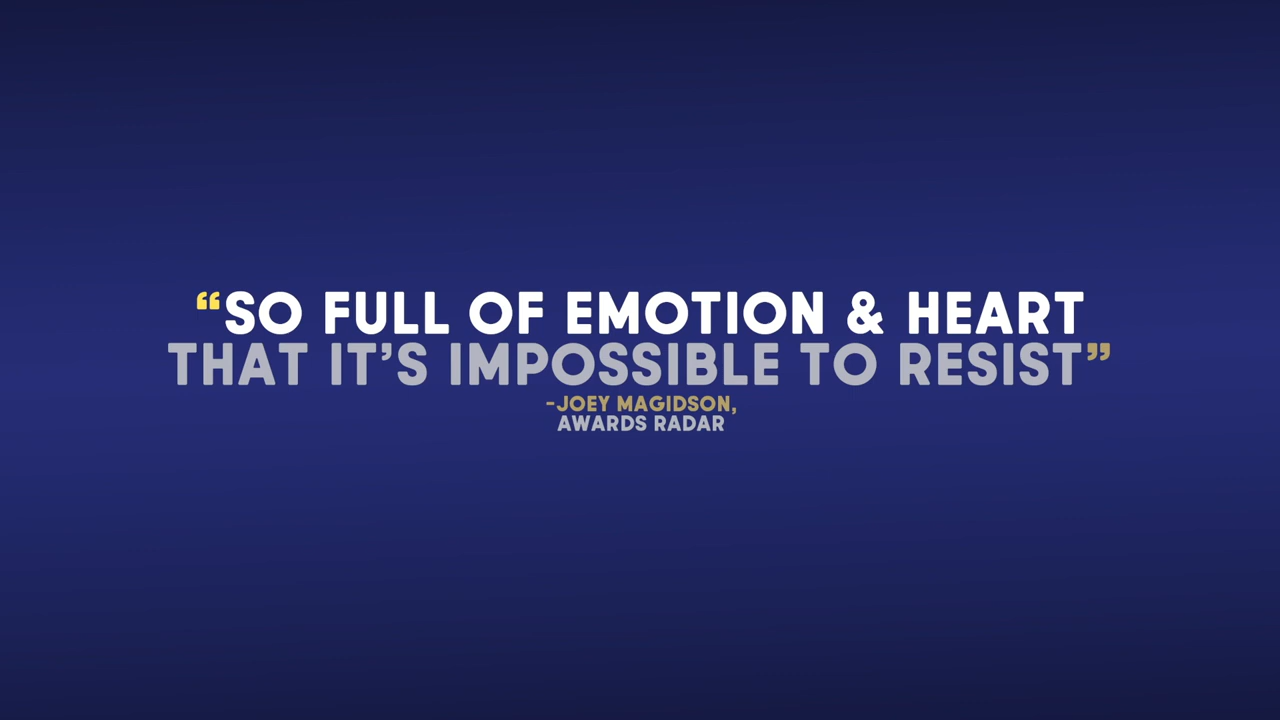 “SO FULL OF EMOTION & HEART
THAT IT’S IMPOSSIBLE TO RESIST”
-JOEY MAGIDSON,
AWARDS RADAR